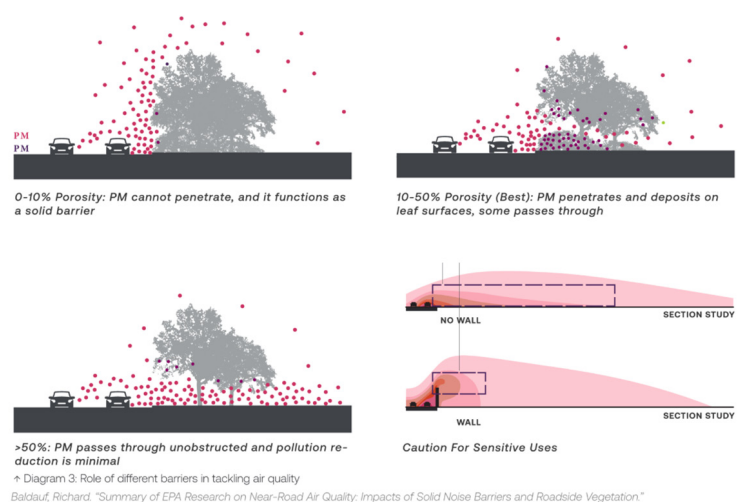 PM
PM
0-10% Porosity: PM cannot penetrate, and it functions as
a solid barrier
10-50% Porosity (Best): PM penetrates and deposits on
leaf surfaces, some passes through
NO WALL
SECTION STUDY
WALL
SECTION STUDY
>50%: PM passes through unobstructed and pollution re-
duction is minimal
Caution For Sensitive Uses
↑ Diagram 3: Role of different barriers in tackling air quality
Baldauf, Richard. “Summary of EPA Research on Near-Road Air Quality: Impacts of Solid Noise Barriers and Roadside Vegetation.”